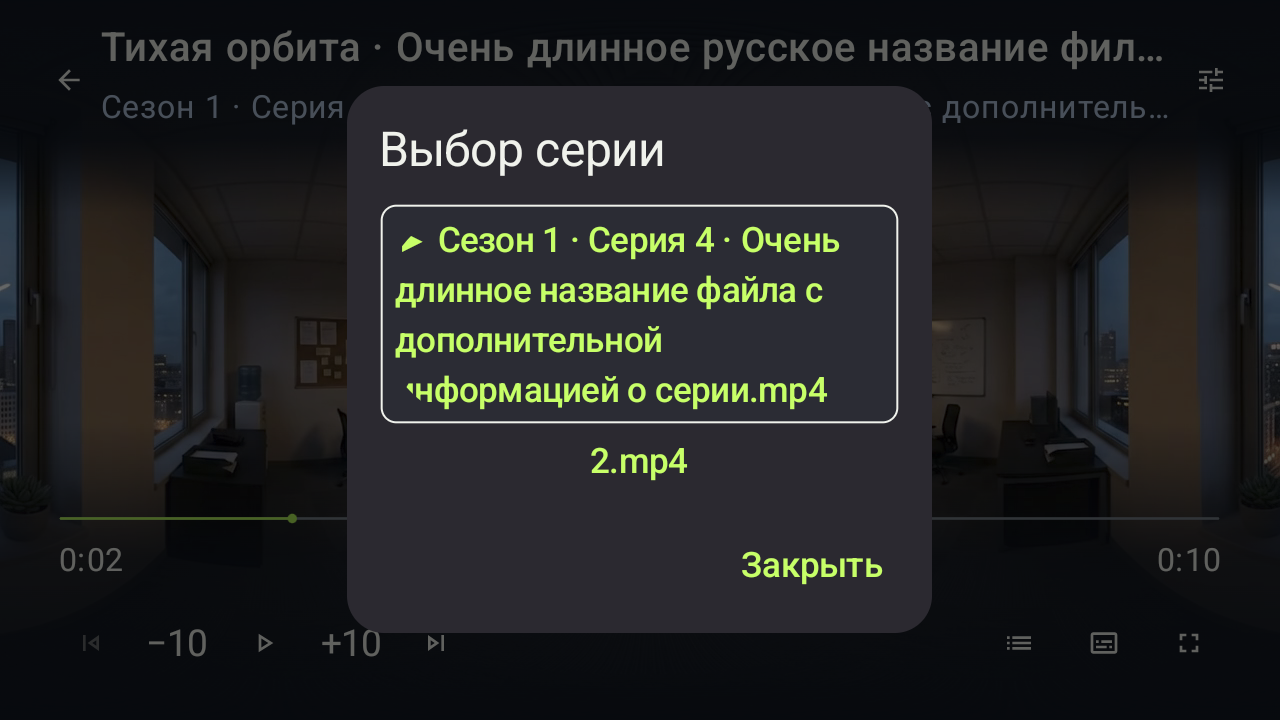 Тихая орбита · Очень длинное русское название фил…
Сезон 1 · Серия
с дополнитель…
Выбор серии
Сезон 1 · Серия 4 · Очень
длинное название файла с
дополнительной
информацией о серии.mp4
2.mp4
Закрыть
0:02
0:10
−10
+10